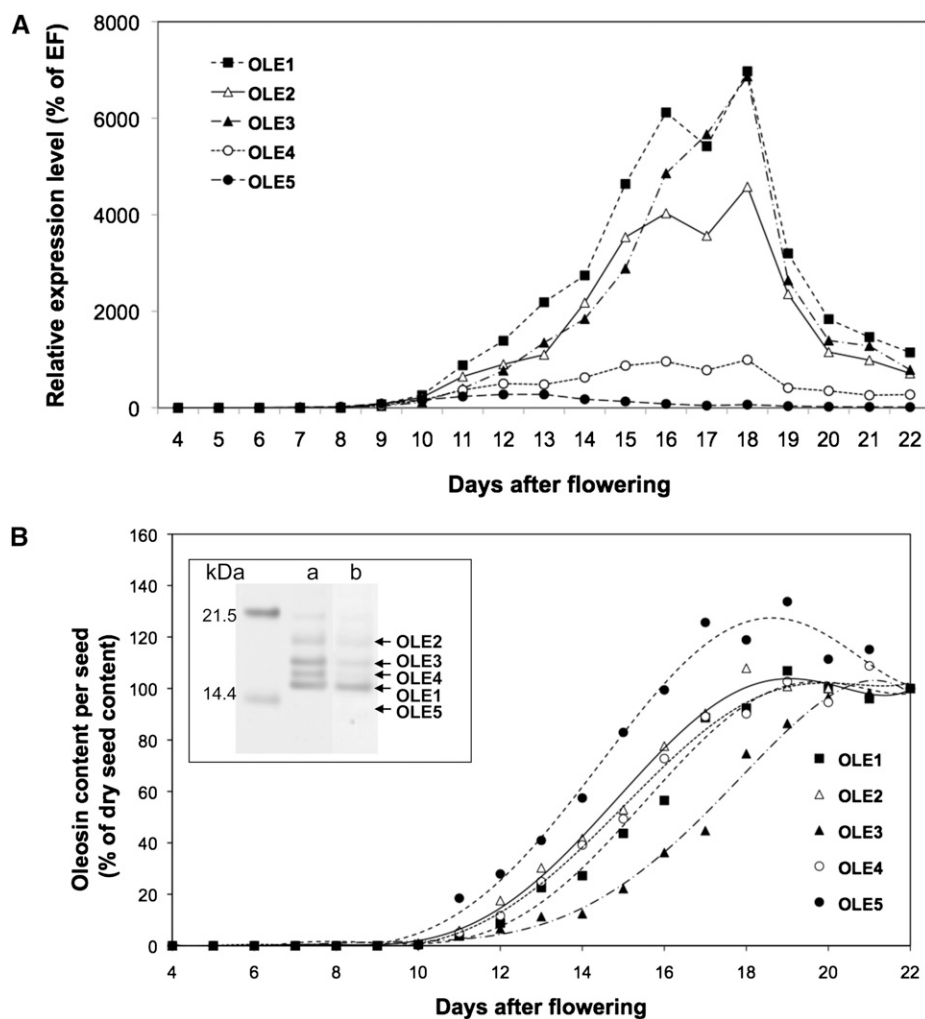 A
Relative expression level (% of EF)
8000
6000
4000
2000
0
OLE1
OLE2
OLE3
OLE4
OLE5
4 5 6 7 8 9 10 11 12 13 14 15 16 17 18 19 20 21 22
Days after flowering
B
Oleosin content per seed
(% of dry seed content)
160
140
120
100
80
60
40
20
0
kDa a b
21.5
14.4
OLE2
OLE3
OLE4
OLE1
OLE5
OLE1
OLE2
OLE3
OLE4
OLE5
4 6 8 10 12 14 16 18 20 22
Days after flowering